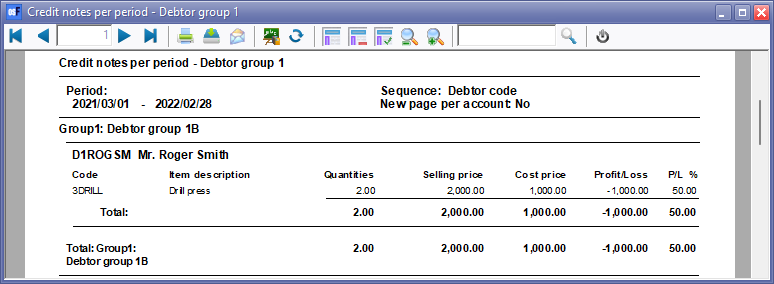 Credit notes per period - Debtor group 1
1
Credit notes per period - Debtor group 1
Period: Sequence: Debtor code
2021/03/01 - 2022/02/28 New page per account: No
Group1: Debtor group 1B
D1ROGSM Mr. Roger Smith
Code Item description Quantities Selling price Cost price Profit/Loss P/L %
3DRILL Drill press 2.00 2,000.00 1,000.00 -1,000.00 50.00
Total: 2.00 2,000.00 1,000.00 -1,000.00 50.00
Total: Group1: 2.00 2,000.00 1,000.00 -1,000.00 50.00
Debtor group 1B